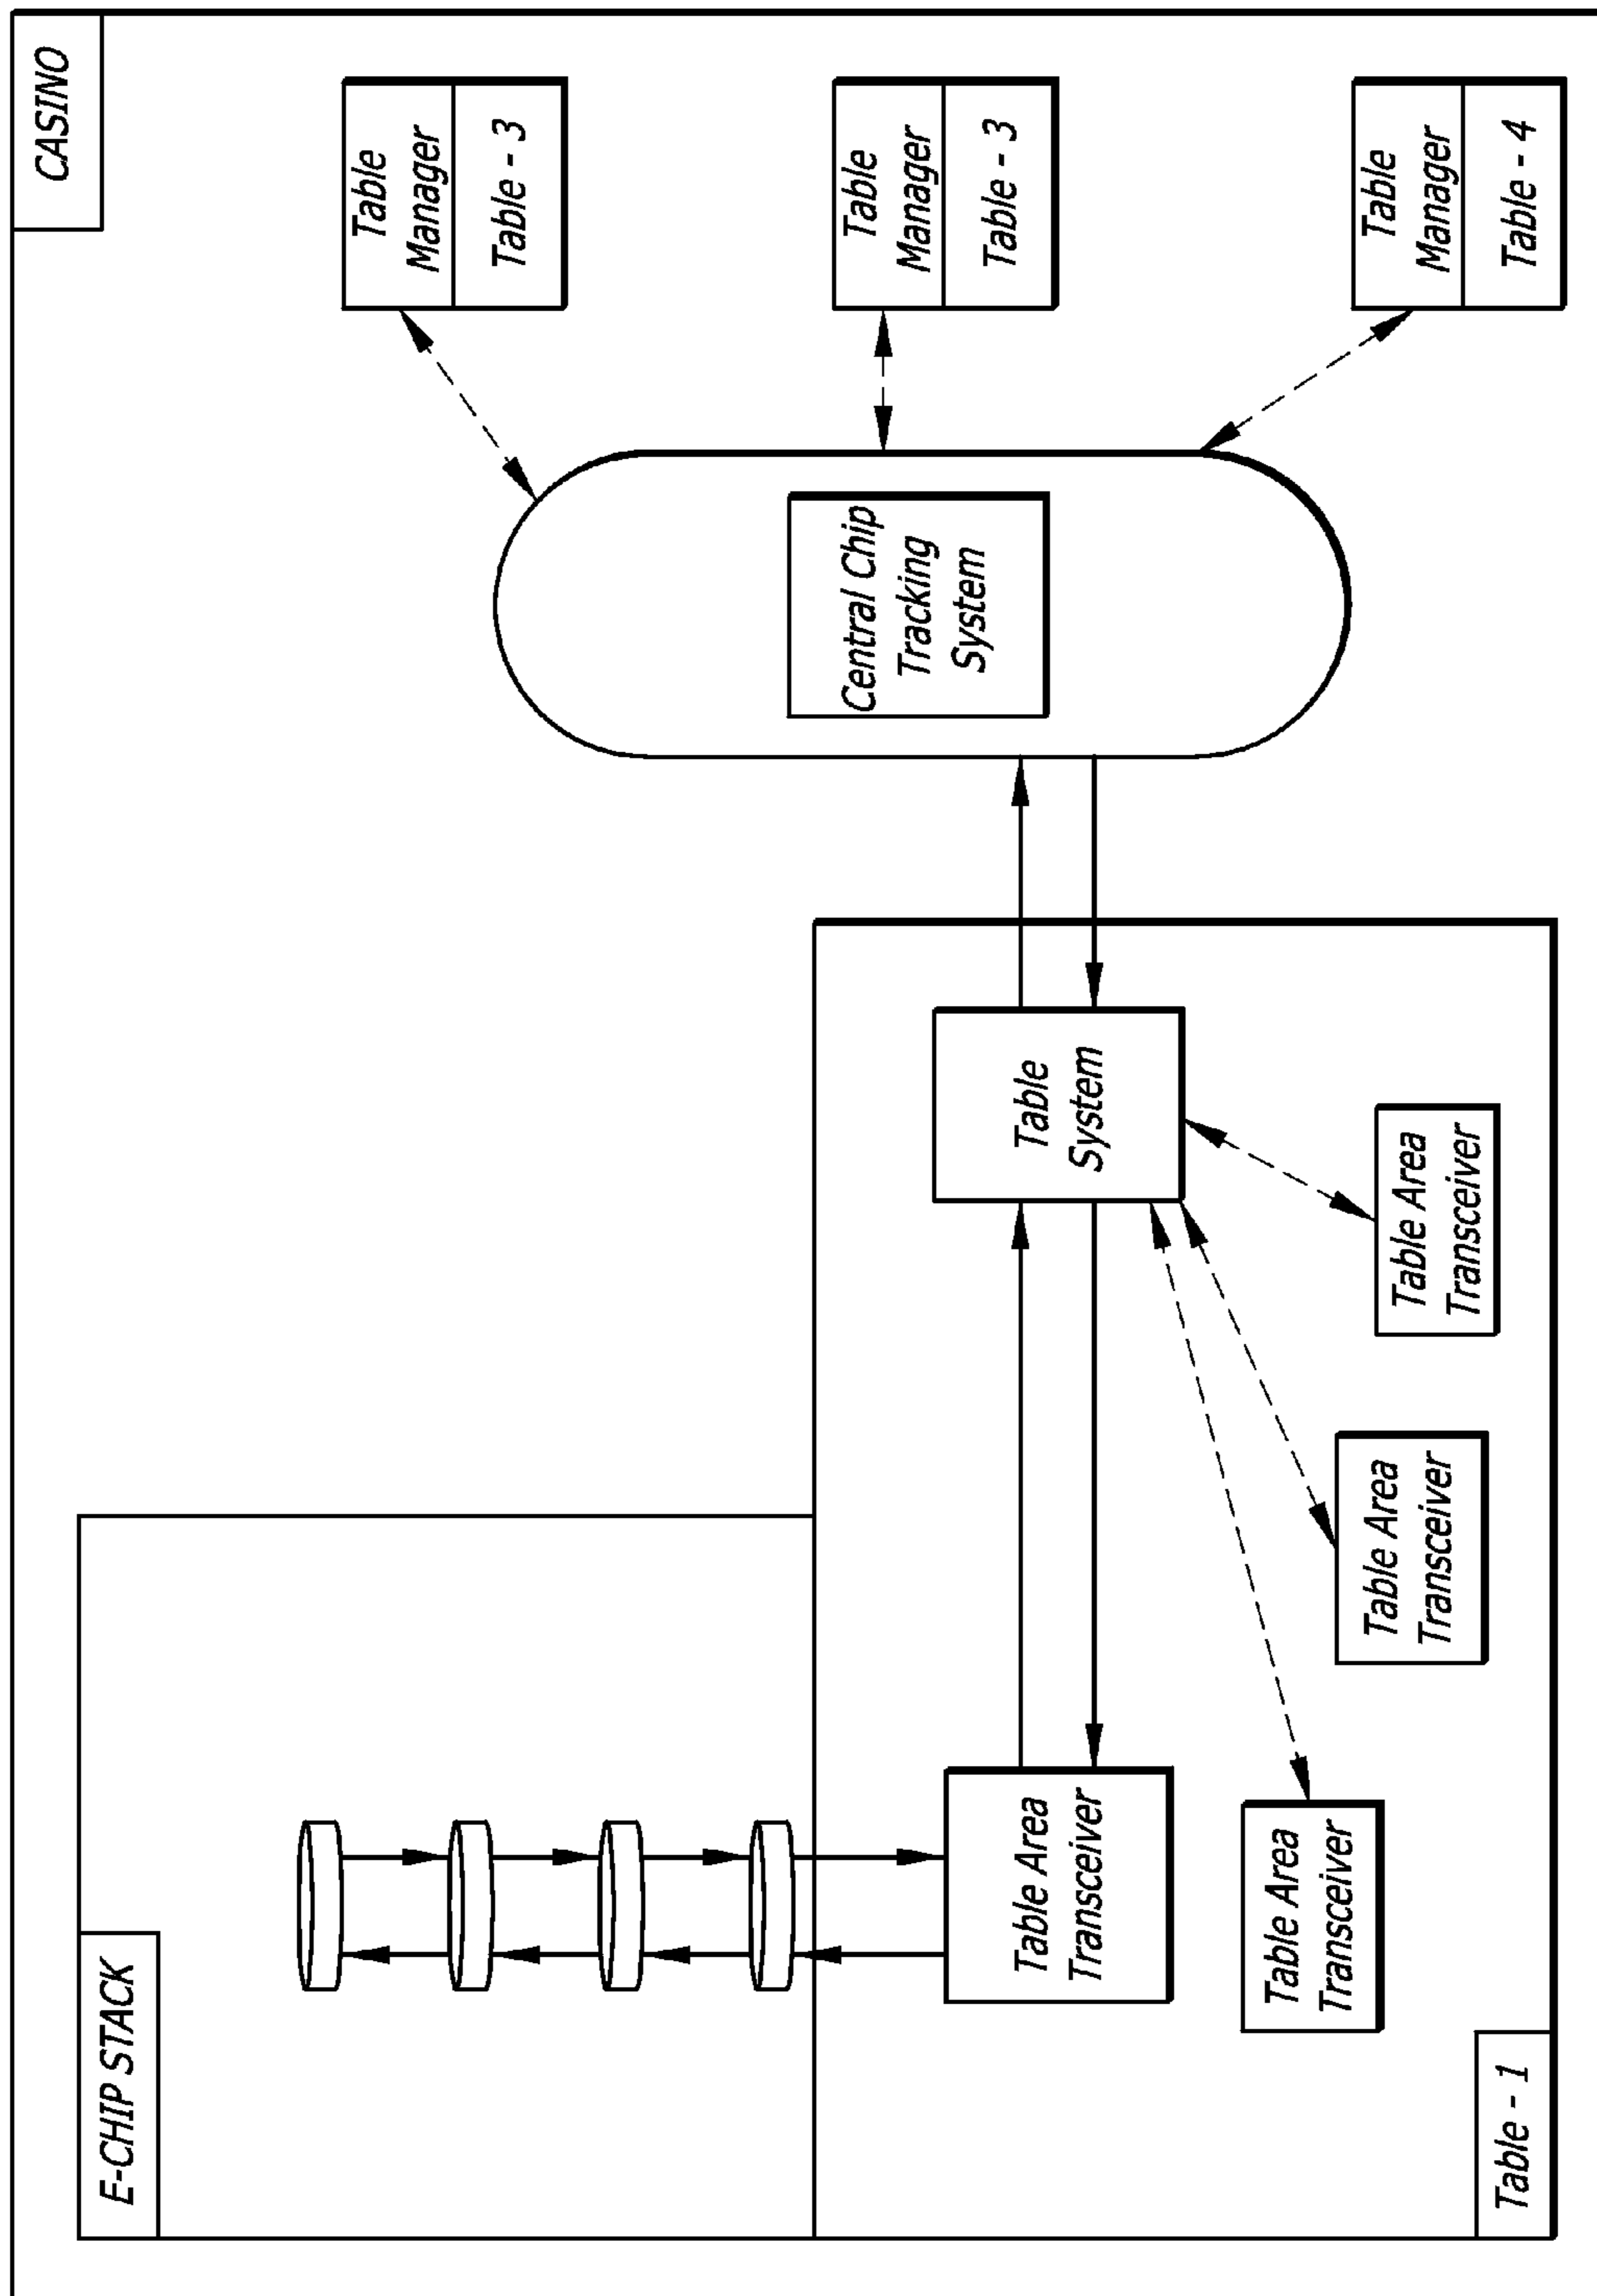 CASINO
Table
Manager
Table - 3
Table
Manager
Table - 3
Table
Manager
Table - 4
Central Chip
Tracking
System
Table
System
Table Area
Transceiver
Table Area
Transceiver
Table Area
Transceiver
Table Area
Transceiver
E-CHIP STACK
Table - 1